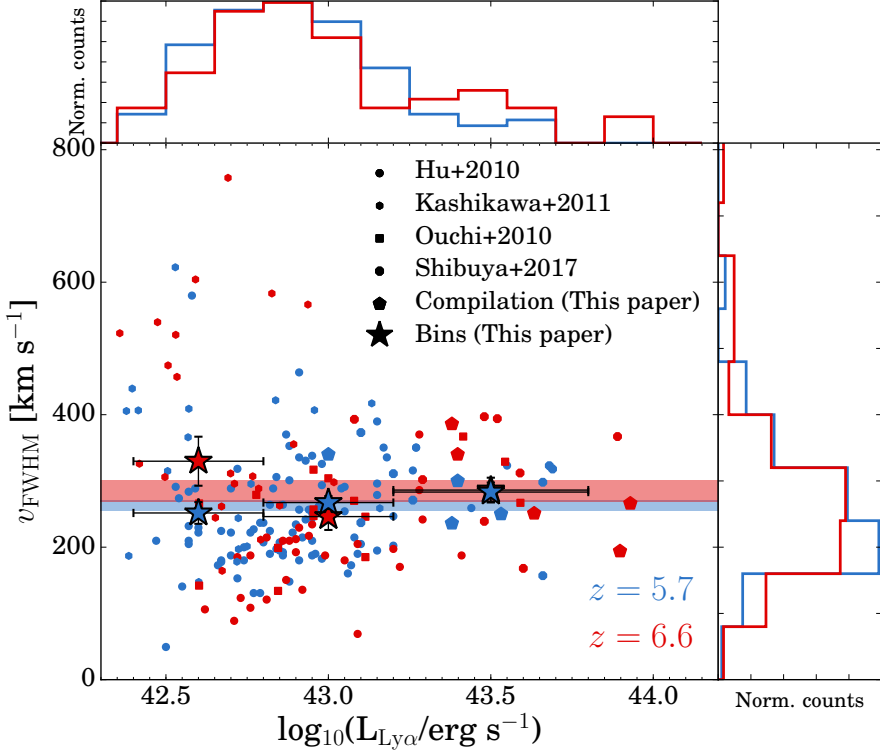 Norm. counts
800
600
400
200
0
v_FWHM [km s⁻¹]
Hu+2010
Kashikawa+2011
Ouchi+2010
Shibuya+2017
Compilation (This paper)
Bins (This paper)
z = 5.7
z = 6.6
42.5 43.0 43.5 44.0
log₁₀(L_Lyα/erg s⁻¹)
Norm. counts